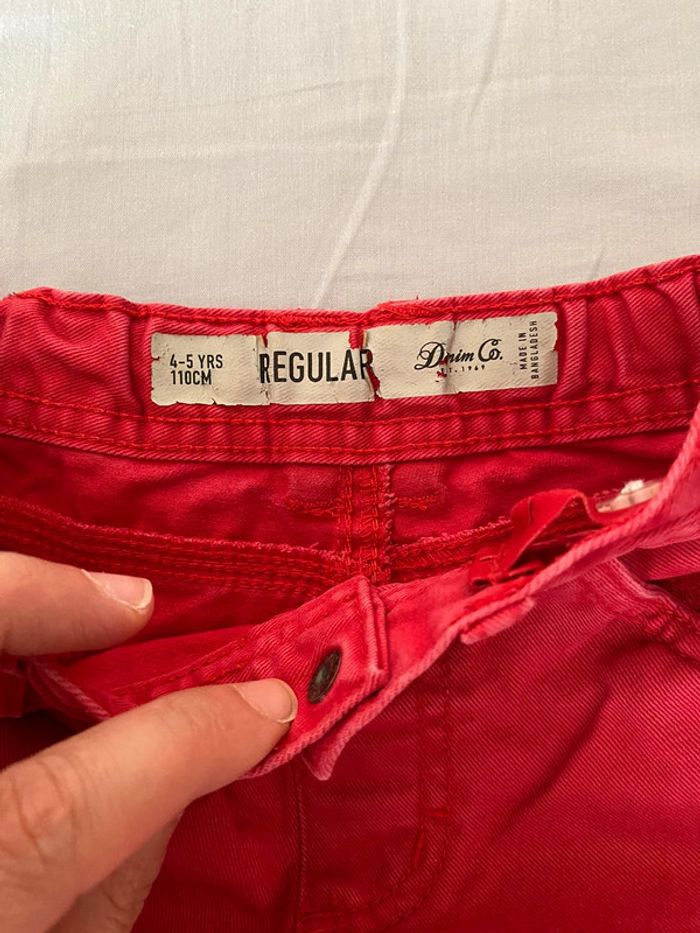 4-5 YRS
110CM
REGULAR
Denim Co.
EST. 1969
MADE IN
BANGLADESH